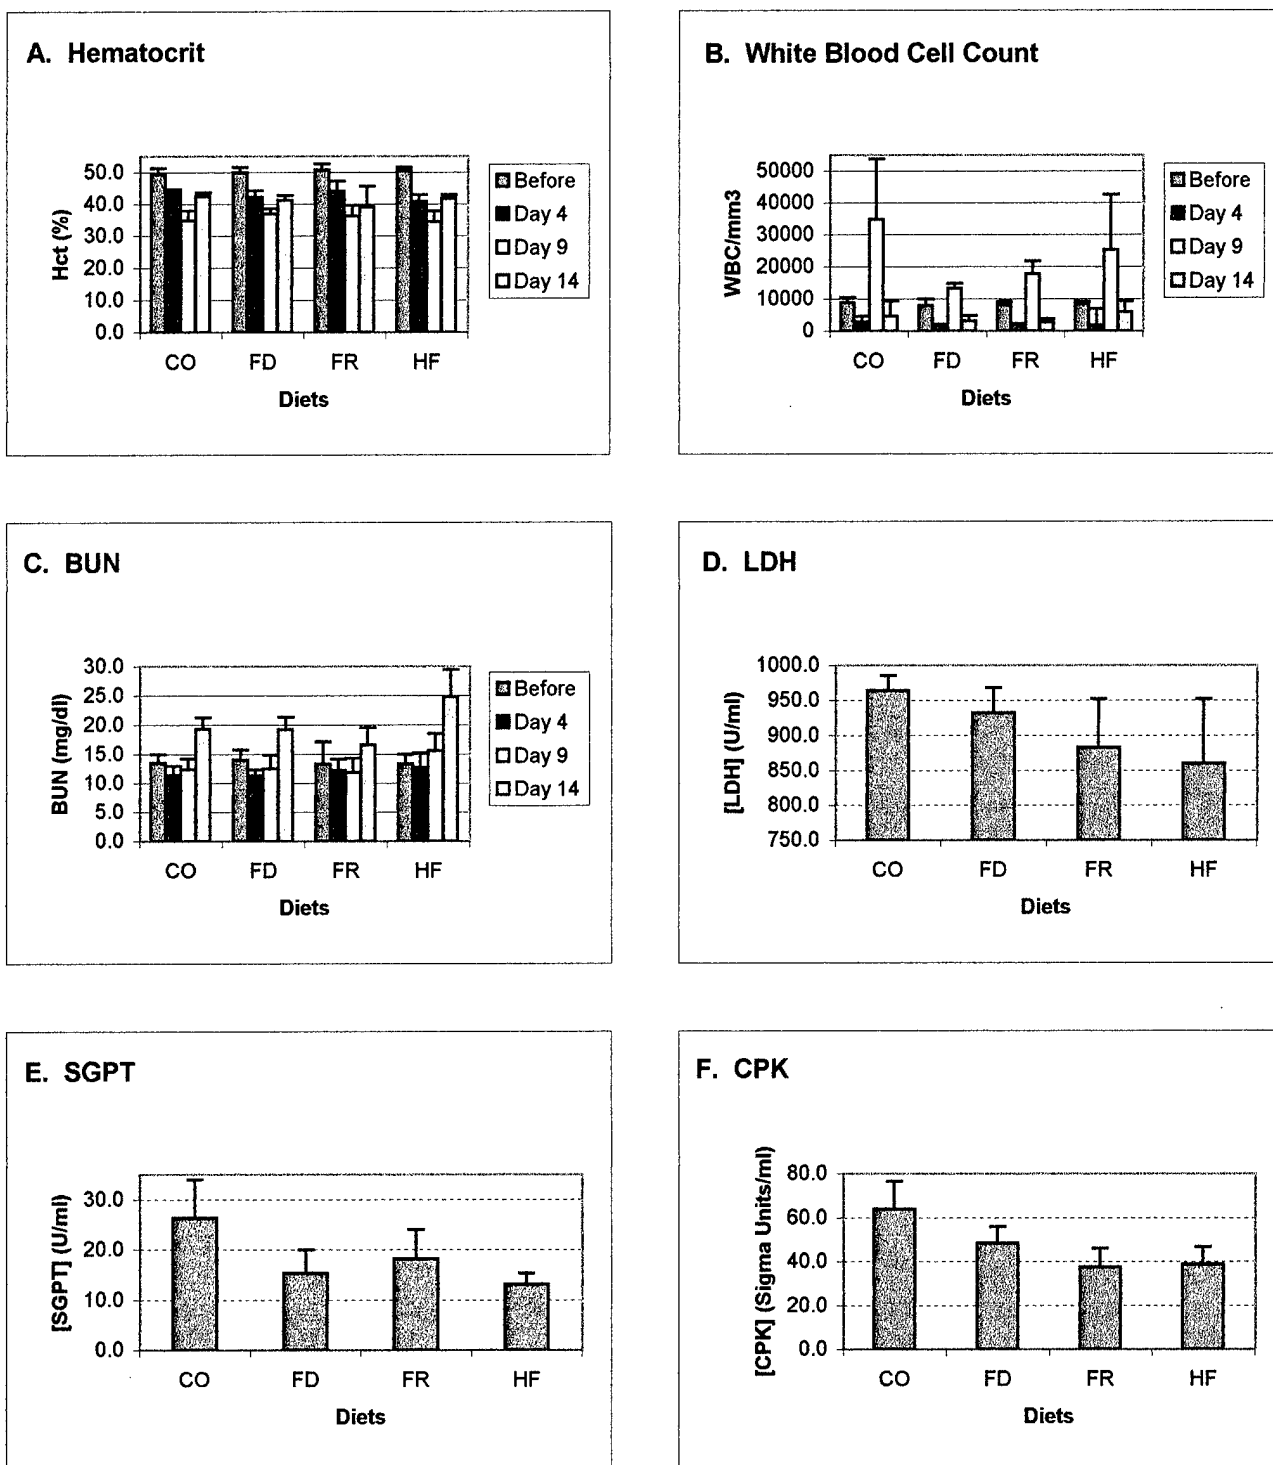 A. Hematocrit
Hct (%)
50.0
40.0
30.0
20.0
10.0
0.0
CO FD FR HF
Diets
Before
Day 4
Day 9
Day 14
B. White Blood Cell Count
WBC/mm3
50000
40000
30000
20000
10000
0
CO FD FR HF
Diets
Before
Day 4
Day 9
Day 14
C. BUN
BUN (mg/dl)
30.0
25.0
20.0
15.0
10.0
5.0
0.0
CO FD FR HF
Diets
Before
Day 4
Day 9
Day 14
D. LDH
[LDH] (U/ml)
1000.0
950.0
900.0
850.0
800.0
750.0
CO FD FR HF
Diets
E. SGPT
[SGPT] (U/ml)
30.0
20.0
10.0
0.0
CO FD FR HF
Diets
F. CPK
[CPK] (Sigma Units/ml)
80.0
60.0
40.0
20.0
0.0
CO FD FR HF
Diets